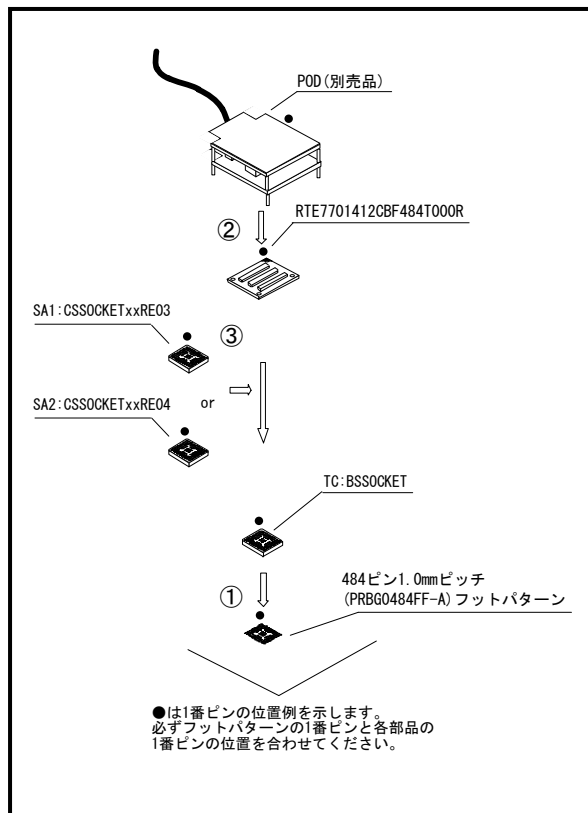 POD(別売品)
②
RTE7701412CBF484T000R
SA1:CSSOCKETxxRE03
③
SA2:CSSOCKETxxRE04
or
TC:BSSOCKET
①
484ピン1.0mmピッチ
(PRBG0484FF-A)フットパターン
●は1番ピンの位置例を示します。
必ずフットパターンの1番ピンと各部品の
1番ピンの位置を合わせてください。